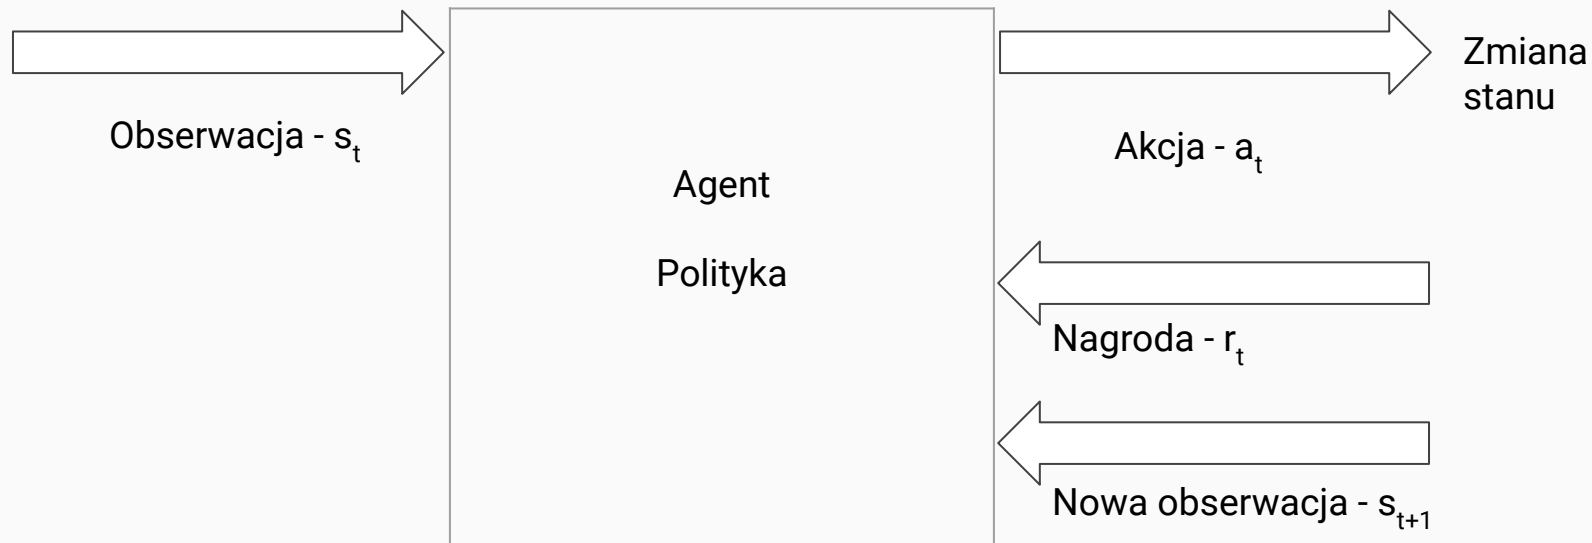 Obserwacja - sₜ
Agent
Polityka
Akcja - aₜ
Zmiana
stanu
Nagroda - rₜ
Nowa obserwacja - sₜ₊₁